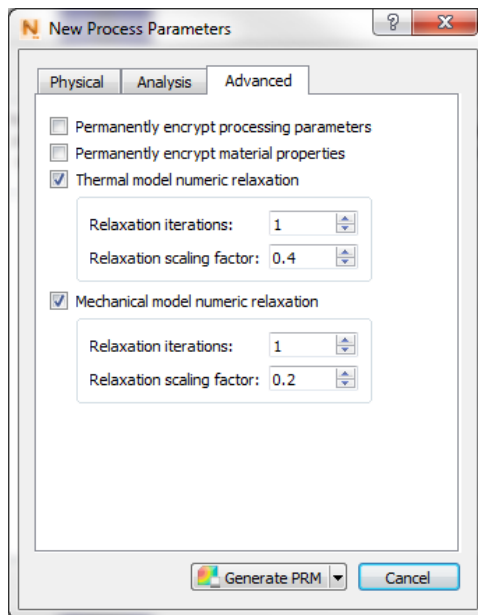 New Process Parameters
Physical
Analysis
Advanced
Permanently encrypt processing parameters
Permanently encrypt material properties
Thermal model numeric relaxation
Relaxation iterations: 1
Relaxation scaling factor: 0.4
Mechanical model numeric relaxation
Relaxation iterations: 1
Relaxation scaling factor: 0.2
Generate PRM
Cancel